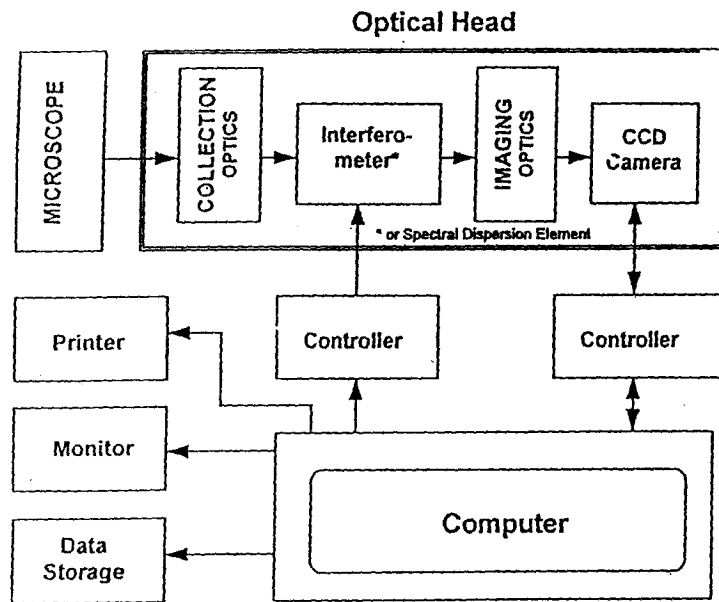 Optical Head
MICROSCOPE
COLLECTION
OPTICS
Interfero-
meter*
IMAGING
OPTICS
CCD
Camera
* or Spectral Dispersion Element
Printer
Controller
Controller
Monitor
Computer
Data
Storage